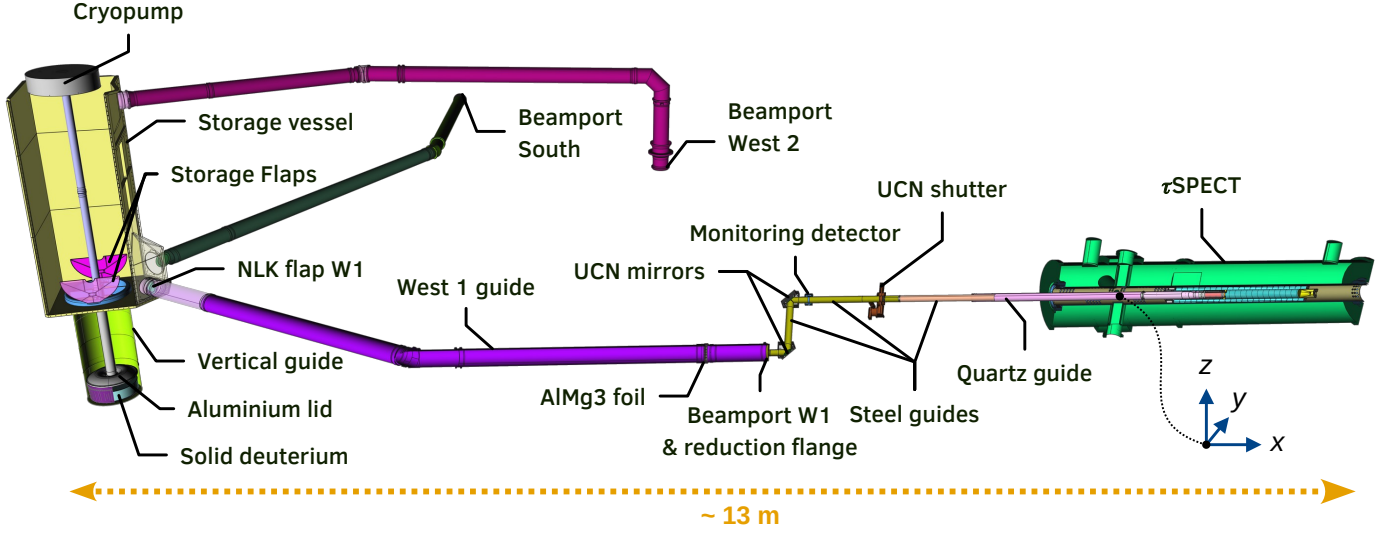 Cryopump
Storage vessel
Storage Flaps
Beamport
South
Beamport
West 2
UCN shutter
τSPECT
Monitoring detector
UCN mirrors
NLK flap W1
West 1 guide
Vertical guide
Aluminium lid
Solid deuterium
AlMg3 foil
Beamport W1
& reduction flange
Steel guides
Quartz guide
z
y
x
~ 13 m